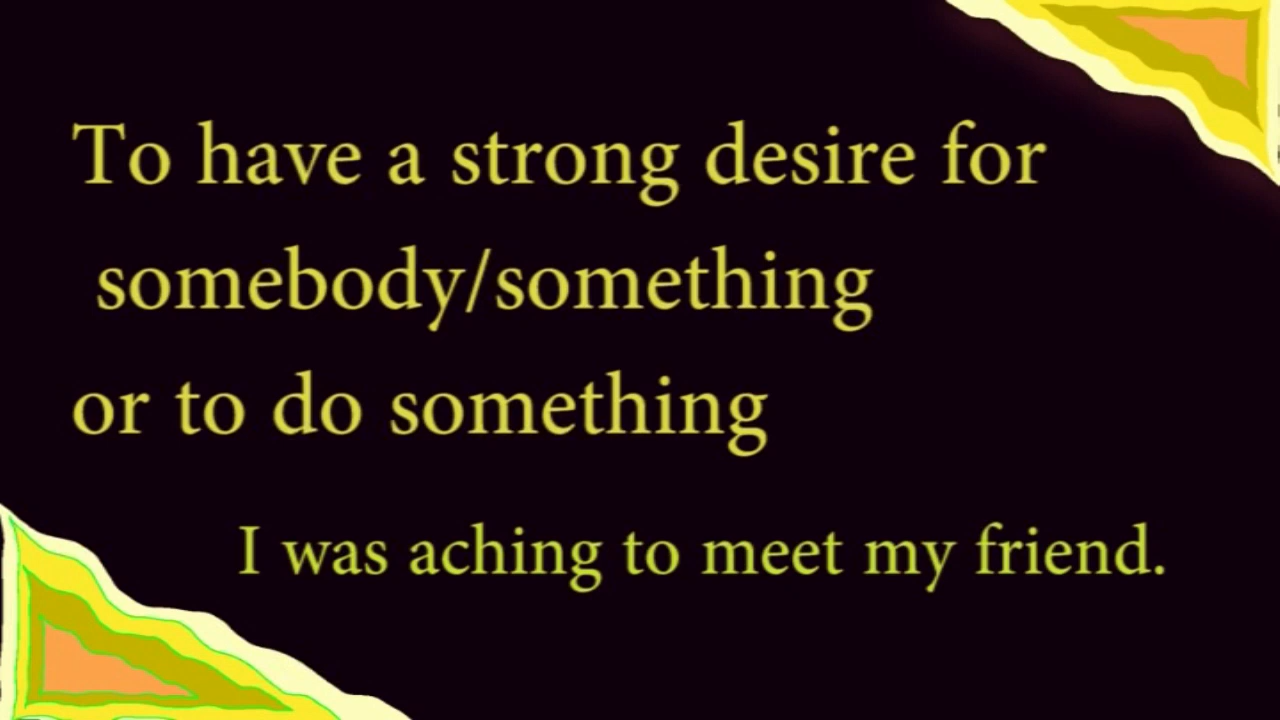 To have a strong desire for
somebody/something
or to do something
I was aching to meet my friend.